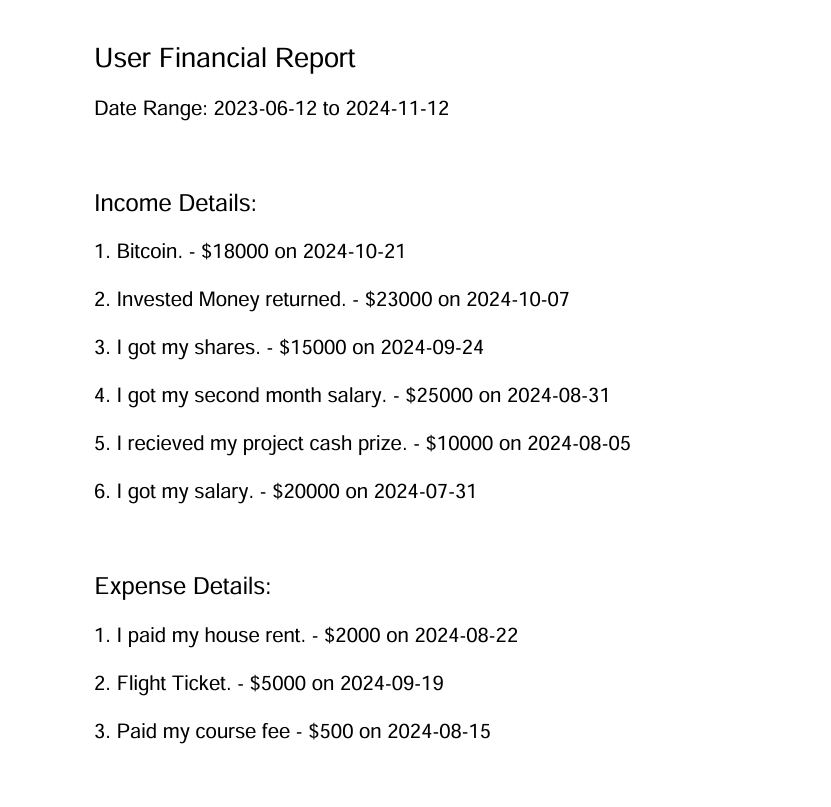 User Financial Report
Date Range: 2023-06-12 to 2024-11-12
Income Details:
1. Bitcoin. - $18000 on 2024-10-21
2. Invested Money returned. - $23000 on 2024-10-07
3. I got my shares. - $15000 on 2024-09-24
4. I got my second month salary. - $25000 on 2024-08-31
5. I recieved my project cash prize. - $10000 on 2024-08-05
6. I got my salary. - $20000 on 2024-07-31
Expense Details:
1. I paid my house rent. - $2000 on 2024-08-22
2. Flight Ticket. - $5000 on 2024-09-19
3. Paid my course fee - $500 on 2024-08-15